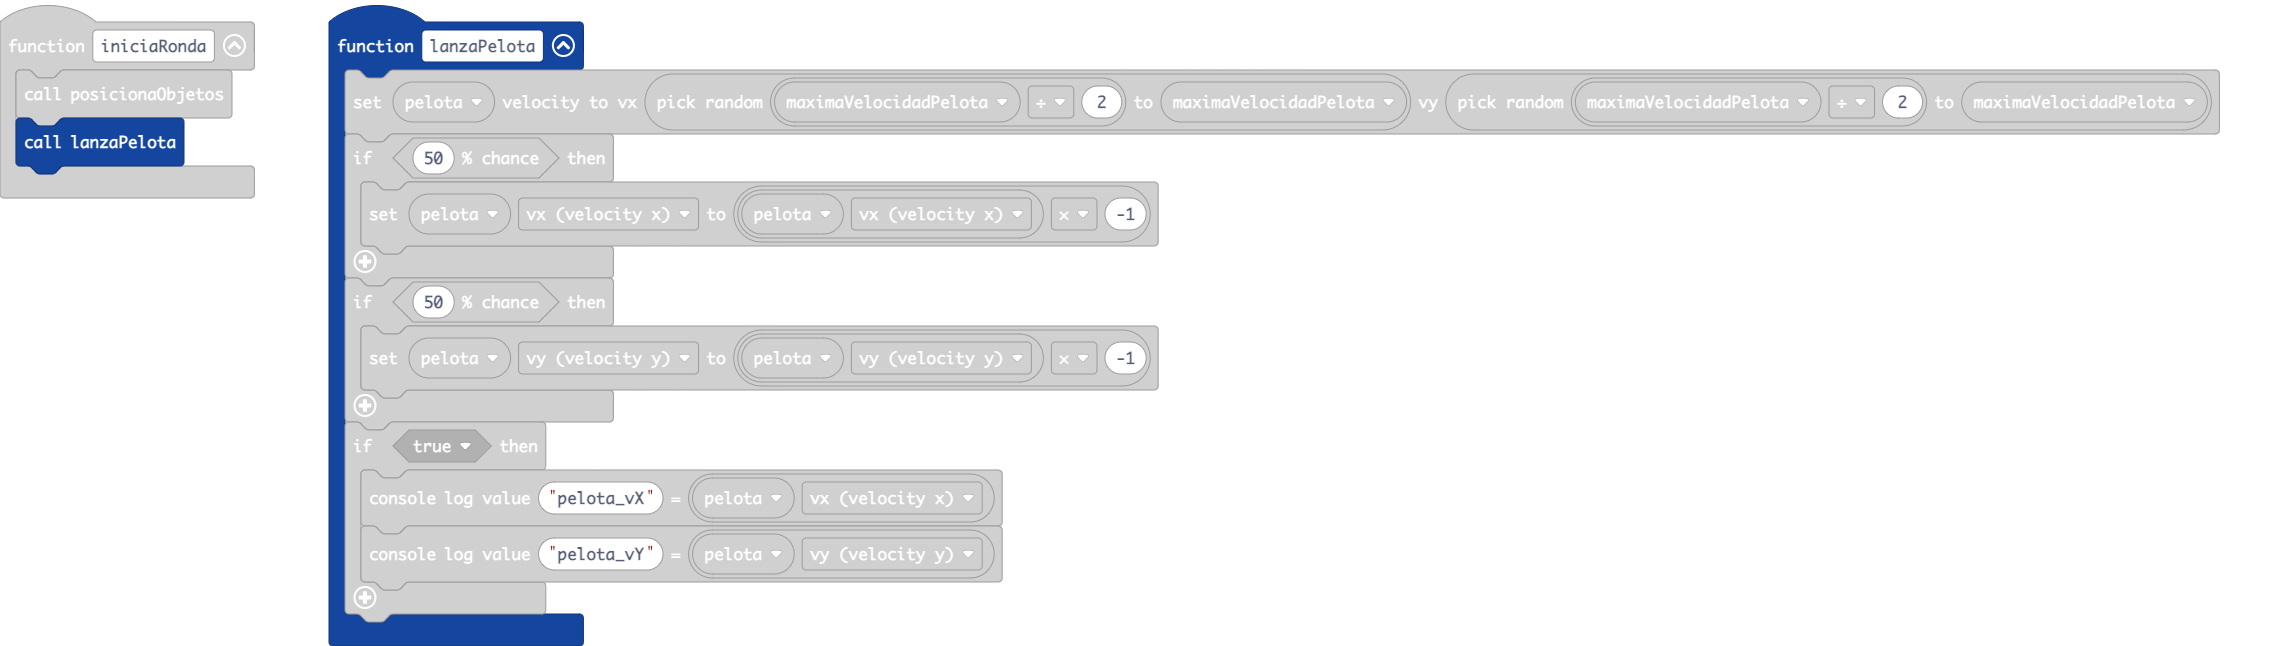 function iniciaRonda
call posicionaObjetos
call lanzaPelota
function lanzaPelota
set pelota velocity to vx pick random maximaVelocidadPelota ÷ 2 to maximaVelocidadPelota vy pick random maximaVelocidadPelota ÷ 2 to maximaVelocidadPelota
if 50 % chance then
set pelota vx (velocity x) to pelota vx (velocity x) x -1
if 50 % chance then
set pelota vy (velocity y) to pelota vy (velocity y) x -1
if true then
console log value "pelota_vX" = pelota vx (velocity x)
console log value "pelota_vY" = pelota vy (velocity y)